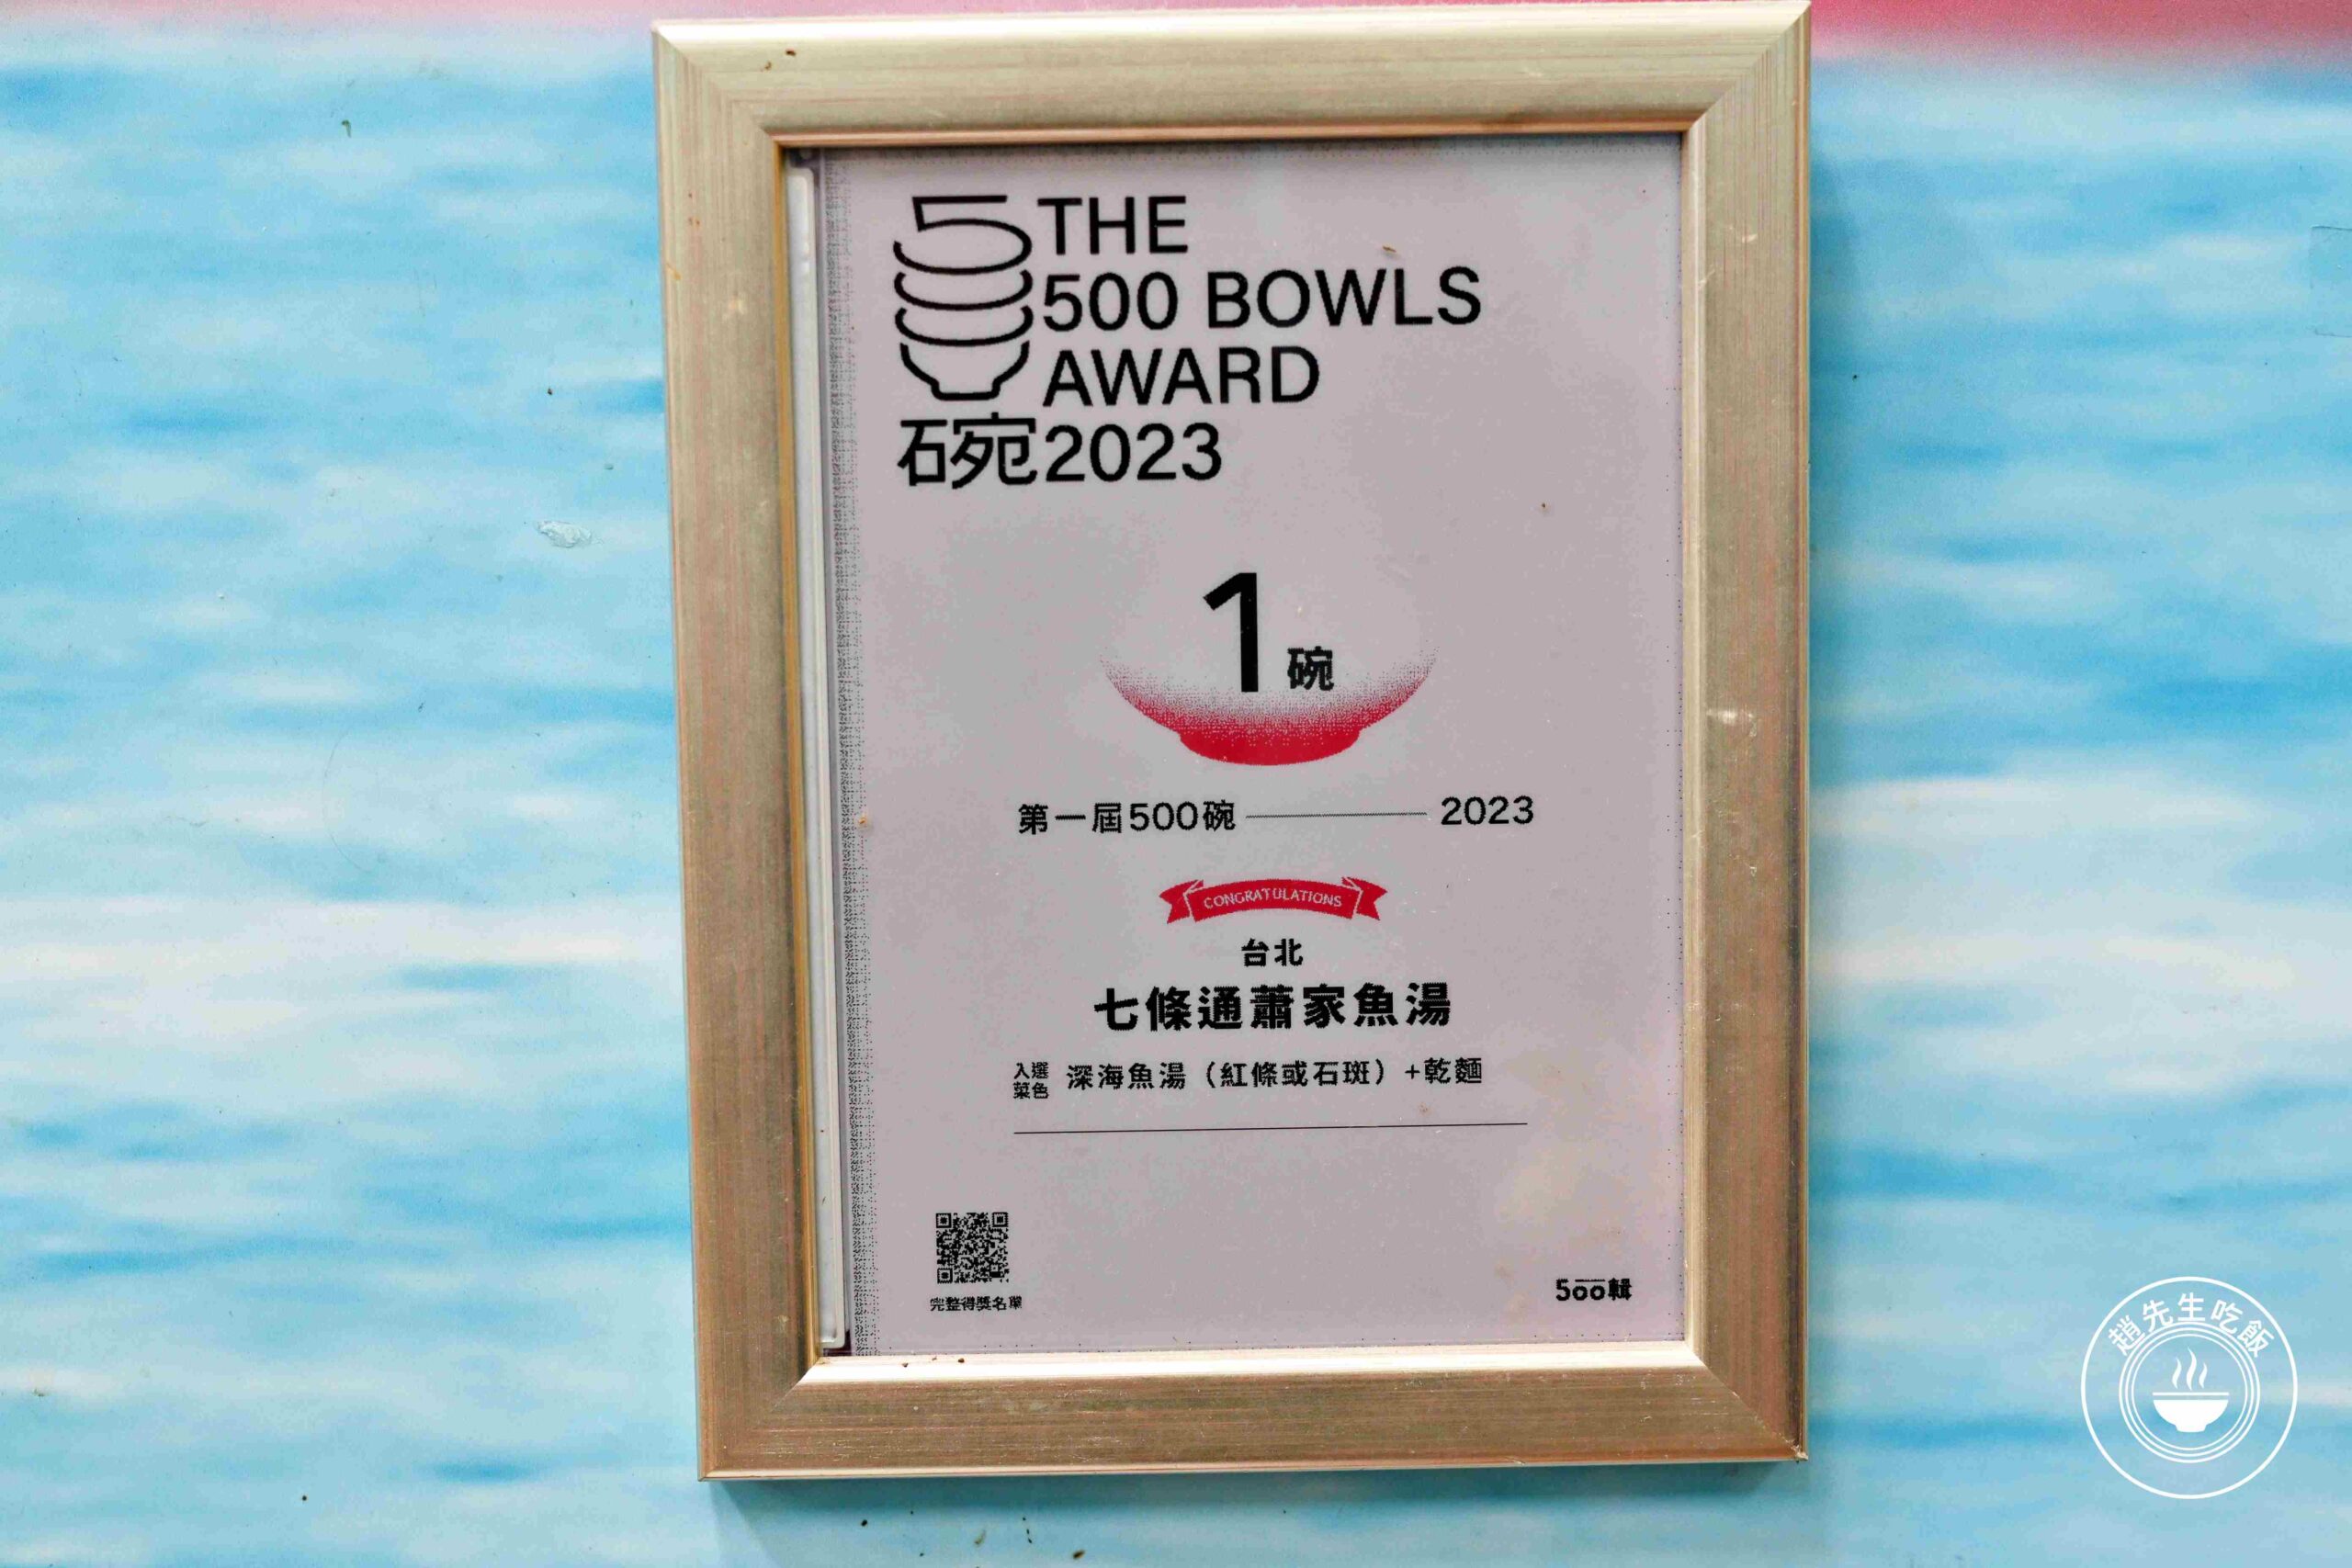 THE
500 BOWLS
AWARD
碗2023
1碗
第一屆500碗 2023
CONGRATULATIONS
台北
七條通蕭家魚湯
入選菜色 深海魚湯（紅條或石斑）+乾麵
完整得獎名單
500輯
趙先生吃飯